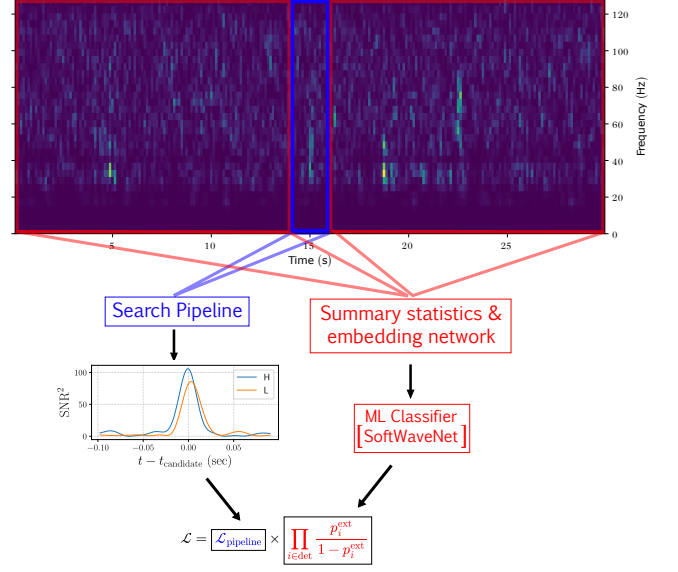 120
100
80
60
40
20
0
Frequency (Hz)
5
10
15
20
25
Time (s)
Search Pipeline
Summary statistics &
embedding network
100
50
0
SNR²
H
L
−0.10
−0.05
0.00
0.05
t − t_candidate (sec)
ML Classifier
[SoftWaveNet]
ℒ = ℒ_pipeline × ∏_{i∈det} p_i^ext / (1 − p_i^ext)